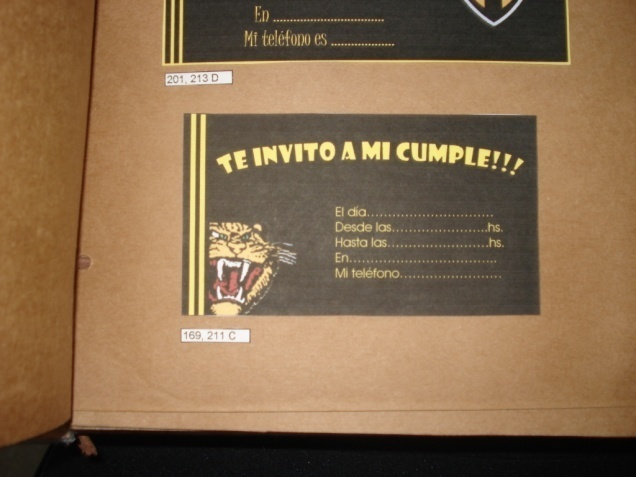 En ................................
Mi teléfono es ..................
201, 213 D
TE INVITO A MI CUMPLE!!!
El día..................................
Desde las..........................hs.
Hasta las...........................hs.
En.......................................
Mi teléfono...........................
169, 211 C